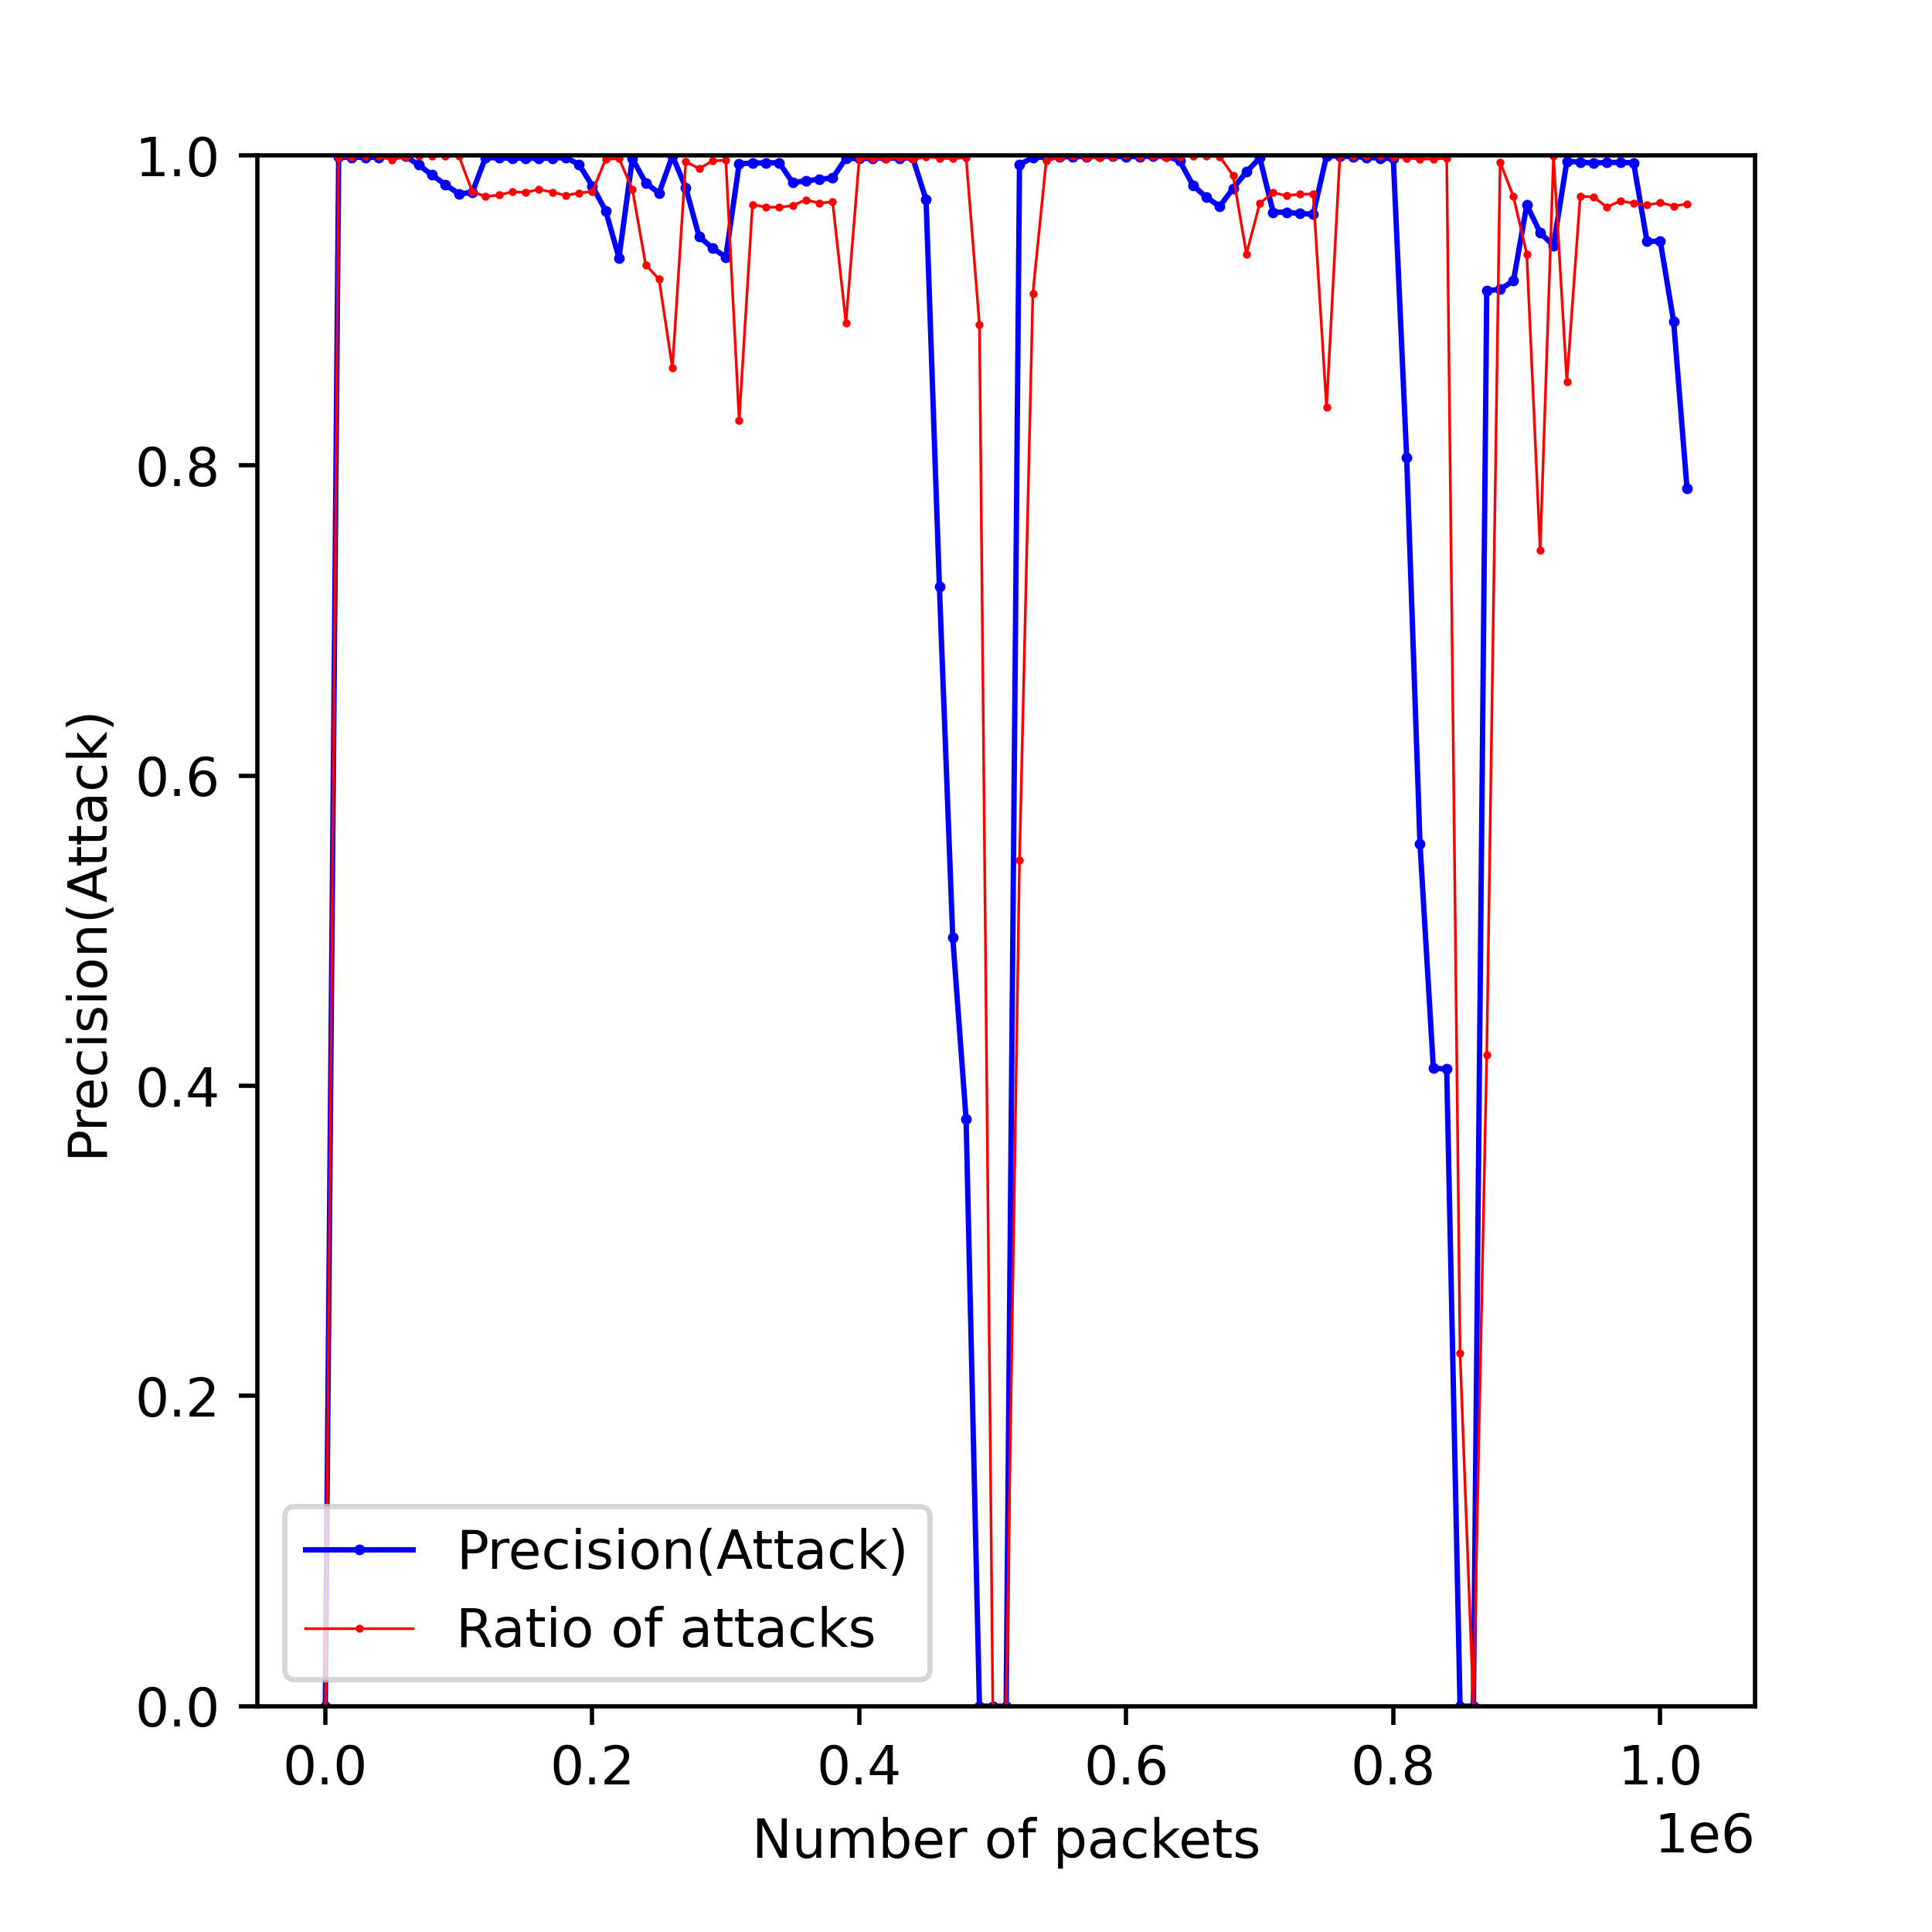 1.0
0.8
0.6
0.4
0.2
0.0
Precision(Attack)
Precision(Attack)
Ratio of attacks
0.0 0.2 0.4 0.6 0.8 1.0
Number of packets
1e6